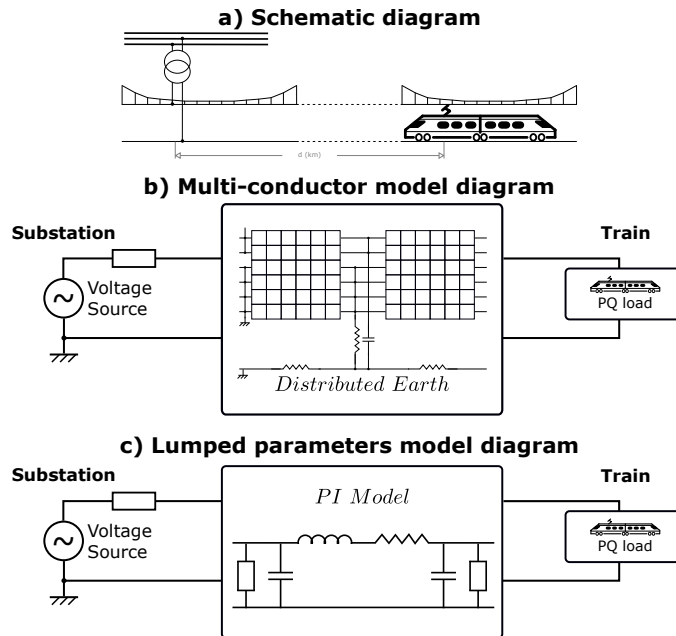 a) Schematic diagram
d (km)
b) Multi-conductor model diagram
Substation
Train
Voltage
Source
PQ load
Distributed Earth
c) Lumped parameters model diagram
Substation
Train
PI Model
Voltage
Source
PQ load